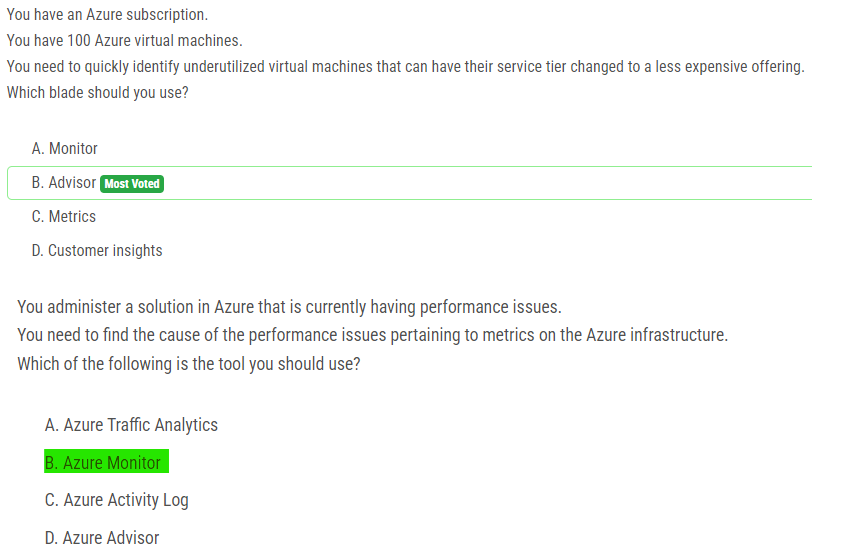 You have an Azure subscription.
You have 100 Azure virtual machines.
You need to quickly identify underutilized virtual machines that can have their service tier changed to a less expensive offering.
Which blade should you use?
A. Monitor
B. Advisor Most Voted
C. Metrics
D. Customer insights
You administer a solution in Azure that is currently having performance issues.
You need to find the cause of the performance issues pertaining to metrics on the Azure infrastructure.
Which of the following is the tool you should use?
A. Azure Traffic Analytics
B. Azure Monitor
C. Azure Activity Log
D. Azure Advisor